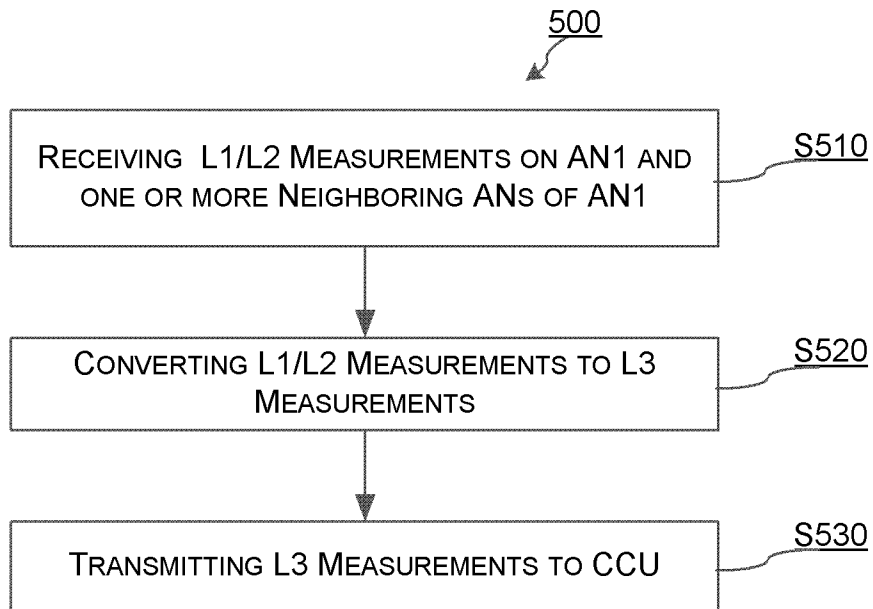 500
RECEIVING L1/L2 MEASUREMENTS ON AN1 AND
ONE OR MORE NEIGHBORING ANS OF AN1
S510
CONVERTING L1/L2 MEASUREMENTS TO L3
MEASUREMENTS
S520
TRANSMITTING L3 MEASUREMENTS TO CCU
S530